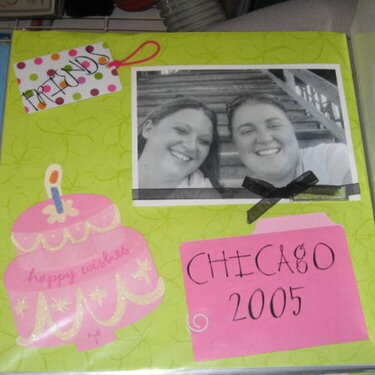 FRIENDS
happy wishes
CHICAGO
2005